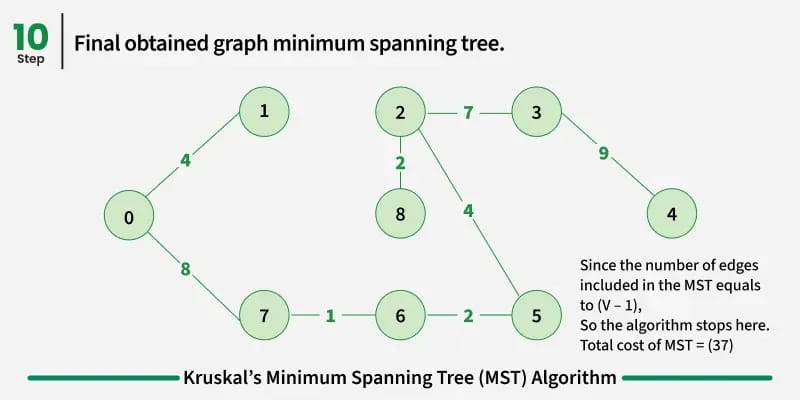 10
Step
Final obtained graph minimum spanning tree.
1
2
7
3
4
2
9
0
8
4
4
8
7
1
6
2
5
Since the number of edges
included in the MST equals
to (V – 1),
So the algorithm stops here.
Total cost of MST = (37)
Kruskal’s Minimum Spanning Tree (MST) Algorithm